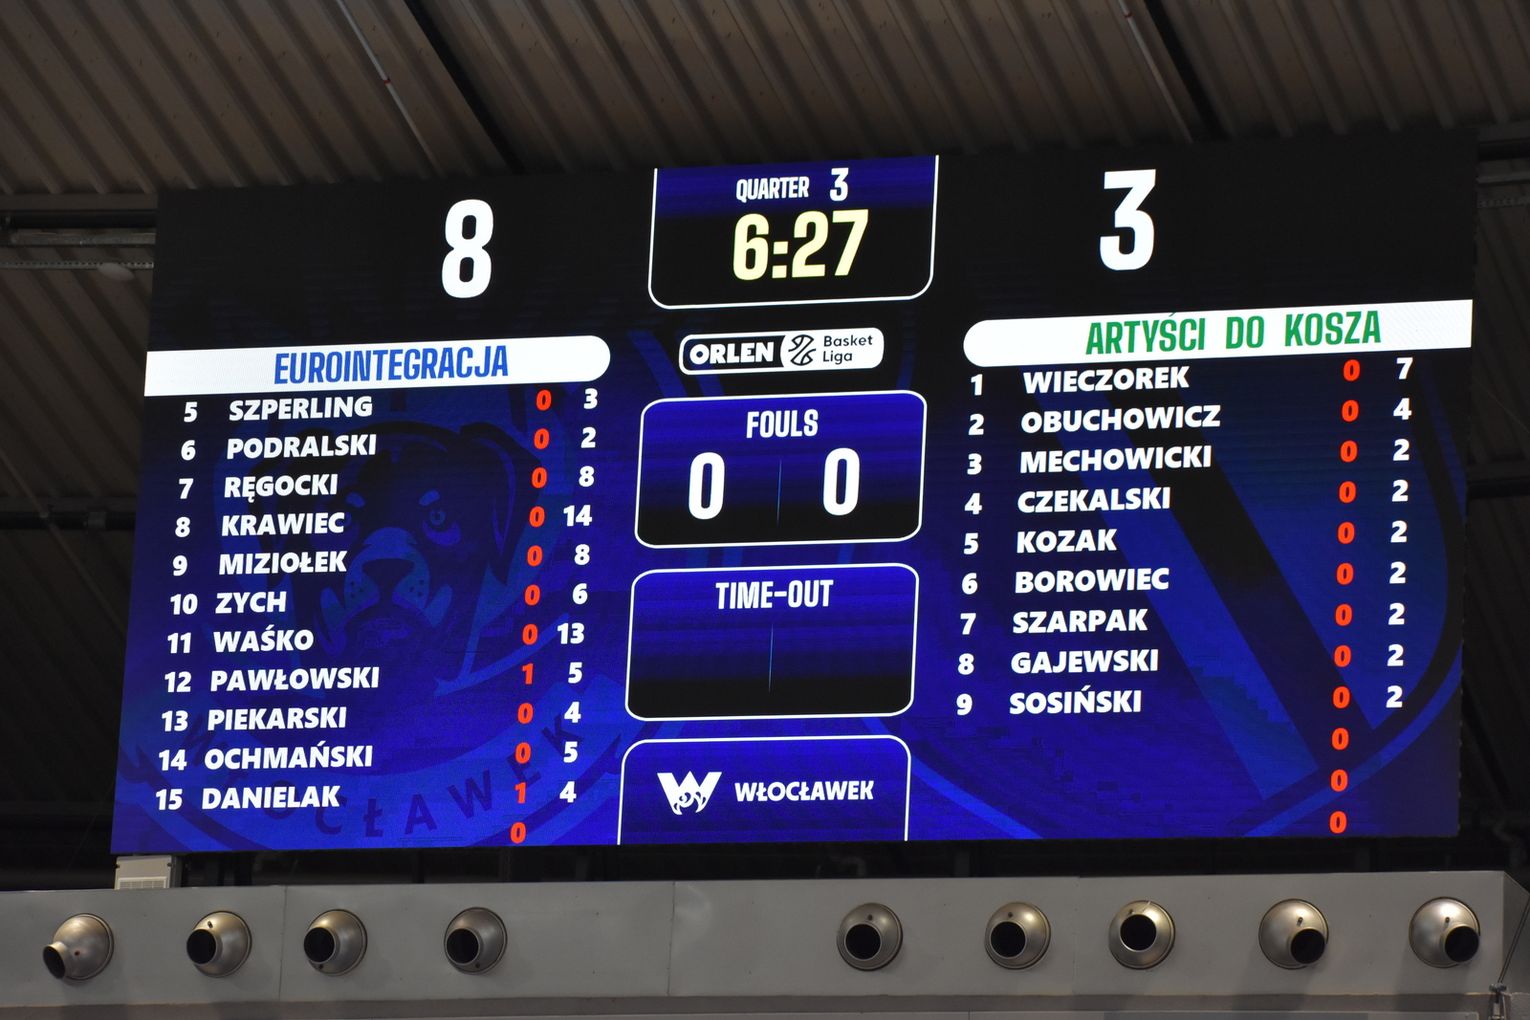 8
QUARTER 3
6:27
3
EUROINTEGRACJA
5 SZPERLING 0 3
6 PODRALSKI 0 2
7 RĘGOCKI 0 8
8 KRAWIEC 0 14
9 MIZIOŁEK 0 8
10 ZYCH 0 6
11 WAŚKO 0 13
12 PAWŁOWSKI 1 5
13 PIEKARSKI 0 4
14 OCHMAŃSKI 0 5
15 DANIELAK 1 4
0
ORLEN Basket Liga
FOULS
0 0
TIME-OUT
WŁOCŁAWEK
ARTYŚCI DO KOSZA
1 WIECZOREK 0 7
2 OBUCHOWICZ 0 4
3 MECHOWICKI 0 2
4 CZEKALSKI 0 2
5 KOZAK 0 2
6 BOROWIEC 0 2
7 SZARPAK 0 2
8 GAJEWSKI 0 2
9 SOSIŃSKI 0 2
0
0
0